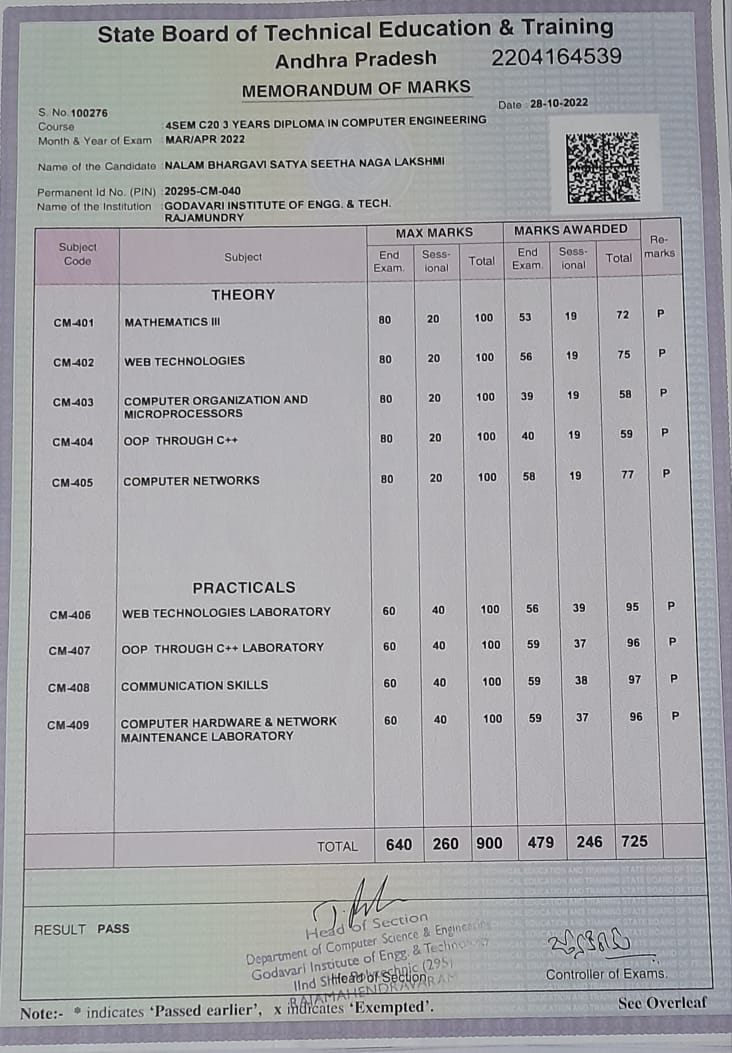 State Board of Technical Education & Training
Andhra Pradesh 2204164539
MEMORANDUM OF MARKS
S. No. 100276 Date : 28-10-2022
Course : 4SEM C20 3 YEARS DIPLOMA IN COMPUTER ENGINEERING
Month & Year of Exam : MAR/APR 2022
Name of the Candidate : NALAM BHARGAVI SATYA SEETHA NAGA LAKSHMI
Permanent Id No. (PIN) : 20295-CM-040
Name of the Institution : GODAVARI INSTITUTE OF ENGG. & TECH.
RAJAMUNDRY
Subject Code Subject MAX MARKS MARKS AWARDED Re-marks
End Exam. Sess-ional Total End Exam. Sess-ional Total
THEORY
CM-401 MATHEMATICS III 80 20 100 53 19 72 P
CM-402 WEB TECHNOLOGIES 80 20 100 56 19 75 P
CM-403 COMPUTER ORGANIZATION AND 80 20 100 39 19 58 P
MICROPROCESSORS
CM-404 OOP THROUGH C++ 80 20 100 40 19 59 P
CM-405 COMPUTER NETWORKS 80 20 100 58 19 77 P
PRACTICALS
CM-406 WEB TECHNOLOGIES LABORATORY 60 40 100 56 39 95 P
CM-407 OOP THROUGH C++ LABORATORY 60 40 100 59 37 96 P
CM-408 COMMUNICATION SKILLS 60 40 100 59 38 97 P
CM-409 COMPUTER HARDWARE & NETWORK 60 40 100 59 37 96 P
MAINTENANCE LABORATORY
TOTAL 640 260 900 479 246 725
RESULT PASS
Head of Section
Department of Computer Science & Engineering
Godavari Institute of Engg. & Technology
IInd Shift Polytechnic (295)
RAJAMAHENDRAVARAM
Head of Section
Controller of Exams.
Note:- * indicates ‘Passed earlier’, x indicates ‘Exempted’. See Overleaf